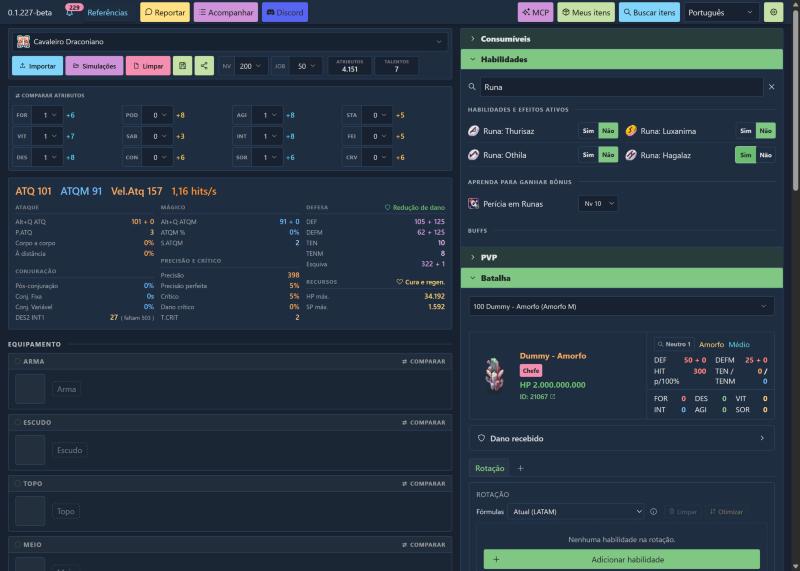 0.1.227-beta
229
Referências
Reportar
Acompanhar
Discord
MCP
Meus itens
Buscar itens
Português
Cavaleiro Draconiano
Importar
Simulações
Limpar
NV
200
JOB
50
ATRIBUTOS
4.151
TALENTOS
7
COMPARAR ATRIBUTOS
FOR 1 +6
POD 0 +8
AGI 1 +8
STA 0 +5
VIT 1 +7
SAB 0 +3
INT 1 +8
FEI 0 +5
DES 1 +8
CON 0 +6
SOR 1 +6
CRV 0 +6
ATQ 101 ATQM 91 Vel.Atq 157 1,16 hits/s
ATAQUE
Alt+Q ATQ 101 + 0
P.ATQ 3
Corpo a corpo 0%
À distância 0%
CONJURAÇÃO
Pós-conjuração 0%
Conj. Fixa 0s
Conj. Variável 0%
DES2 INT1 27 ( faltam 503 )
MÁGICO
Alt+Q ATQM 91 + 0
ATQM % 0%
S.ATQM 2
PRECISÃO E CRÍTICO
Precisão 398
Precisão perfeita 5%
Crítico 5%
Dano crítico 0%
T.CRIT 2
DEFESA
Redução de dano
DEF 105 + 125
DEFM 62 + 125
TEN 10
TENM 8
Esquiva 322 + 1
RECURSOS
Cura e regen.
HP máx. 34.192
SP máx. 1.592
EQUIPAMENTO
ARMA
COMPARAR
Arma
ESCUDO
COMPARAR
Escudo
TOPO
COMPARAR
Topo
MEIO
COMPARAR
Consumíveis
Habilidades
Runa
HABILIDADES E EFEITOS ATIVOS
Runa: Thurisaz Sim Não
Runa: Luxanima Sim Não
Runa: Othila Sim Não
Runa: Hagalaz Sim Não
APRENDA PARA GANHAR BÔNUS
Perícia em Runas
Nv 10
BUFFS
PVP
Batalha
100 Dummy - Amorfo (Amorfo M)
Dummy - Amorfo
Chefe
HP 2.000.000.000
ID: 21067
Neutro 1 Amorfo Médio
DEF 50 + 0 DEFM 25 + 0
HIT 300 TEN / 0 /
p/100% TENM 0
FOR 0 DES 0 VIT 0
INT 0 AGI 0 SOR 0
Dano recebido
Rotação +
ROTAÇÃO
Fórmulas
Atual (LATAM)
Limpar
Otimizar
Nenhuma habilidade na rotação.
+ Adicionar habilidade